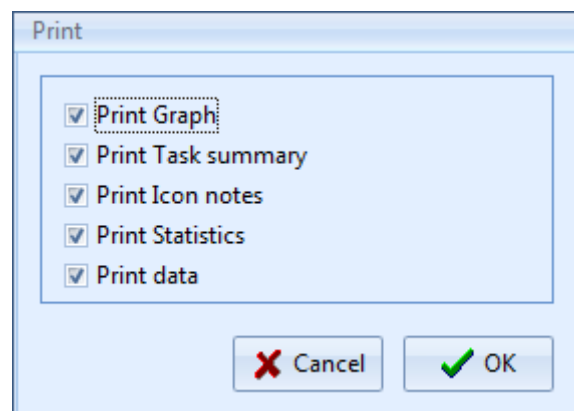 Print
Print Graph
Print Task summary
Print Icon notes
Print Statistics
Print data
Cancel
OK